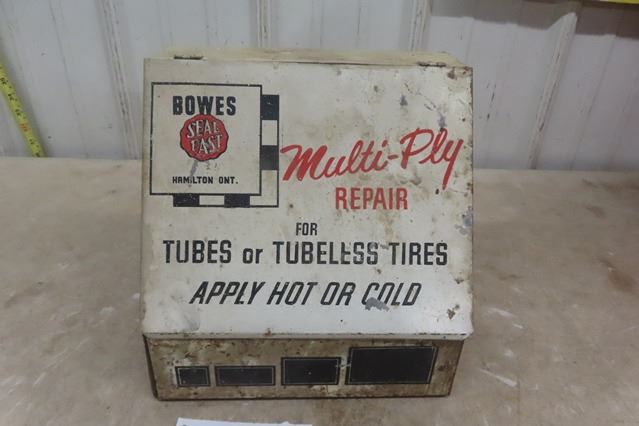 BOWES
SEAL
FAST
HAMILTON ONT.
Multi-Ply
REPAIR
FOR
TUBES or TUBELESS TIRES
APPLY HOT OR COLD